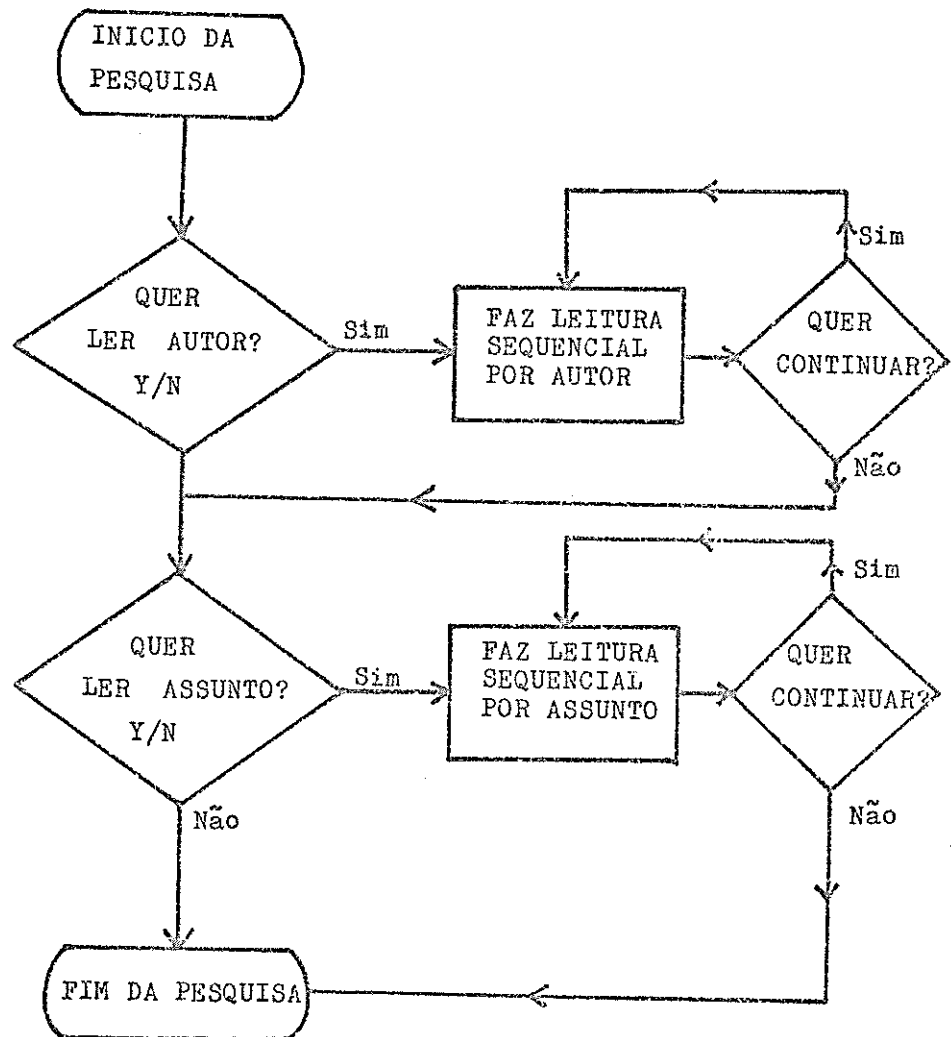 INICIO DA
PESQUISA
QUER
LER AUTOR?
Y/N
Sim
FAZ LEITURA
SEQUENCIAL
POR AUTOR
Sim
QUER
CONTINUAR?
Não
QUER
LER ASSUNTO?
Y/N
Sim
FAZ LEITURA
SEQUENCIAL
POR ASSUNTO
Sim
QUER
CONTINUAR?
Não
Não
FIM DA PESQUISA